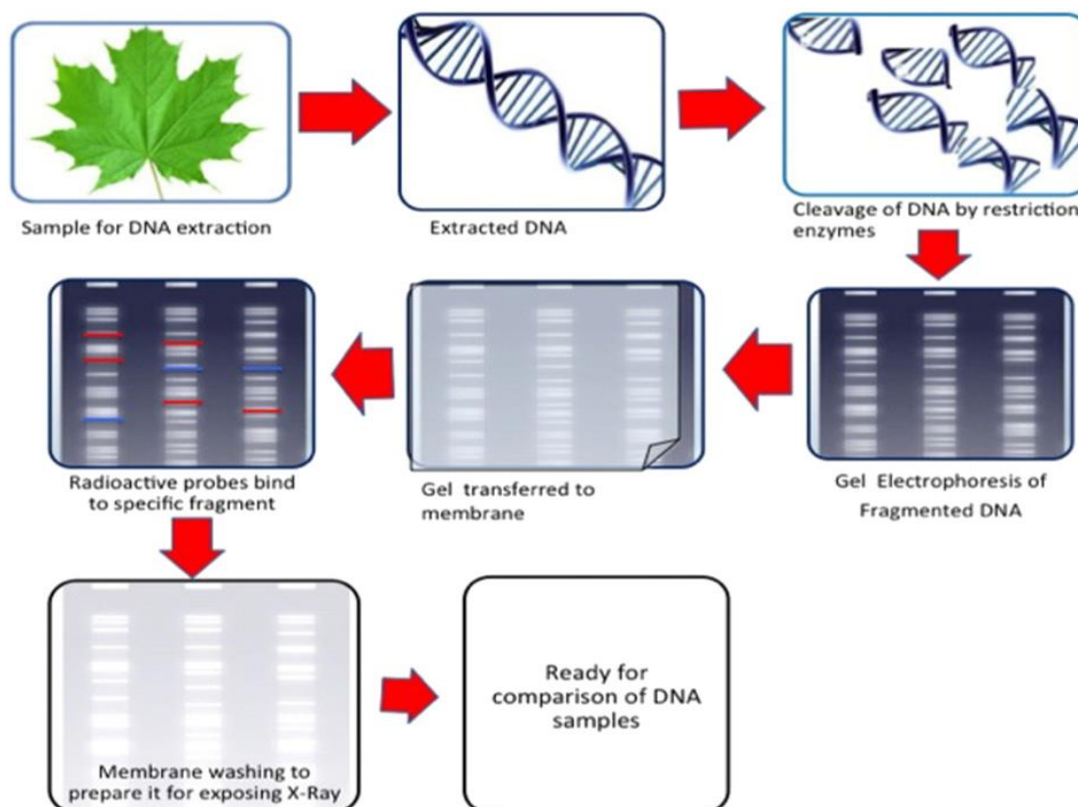 Sample for DNA extraction
Extracted DNA
Cleavage of DNA by restriction
enzymes
Gel Electrophoresis of
Fragmented DNA
Gel transferred to
membrane
Radioactive probes bind
to specific fragment
Membrane washing to
prepare it for exposing X-Ray
Ready for
comparison of DNA
samples